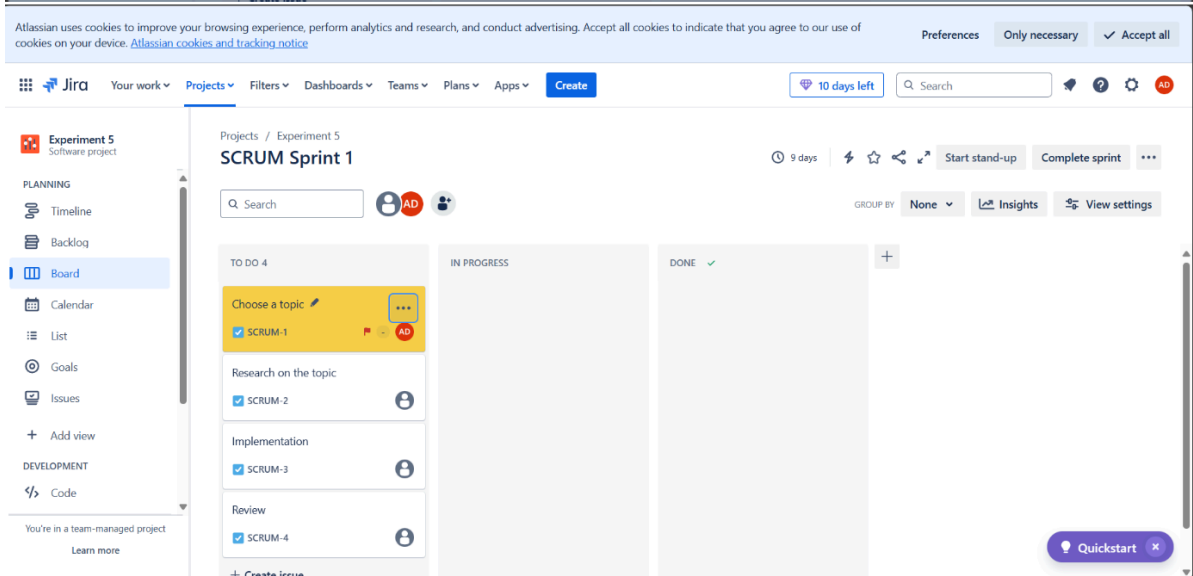 Atlassian uses cookies to improve your browsing experience, perform analytics and research, and conduct advertising. Accept all cookies to indicate that you agree to our use of
cookies on your device. Atlassian cookies and tracking notice
Preferences
Only necessary
Accept all
Jira
Your work
Projects
Filters
Dashboards
Teams
Plans
Apps
Create
10 days left
Search
AD
Experiment 5
Software project
PLANNING
Timeline
Backlog
Board
Calendar
List
Goals
Issues
+ Add view
DEVELOPMENT
</> Code
You're in a team-managed project
Learn more
Projects / Experiment 5
SCRUM Sprint 1
9 days
Start stand-up
Complete sprint
Search
AD
GROUP BY
None
Insights
View settings
TO DO 4
Choose a topic
SCRUM-1
AD
Research on the topic
SCRUM-2
Implementation
SCRUM-3
Review
SCRUM-4
+ Create issue
IN PROGRESS
DONE
Quickstart